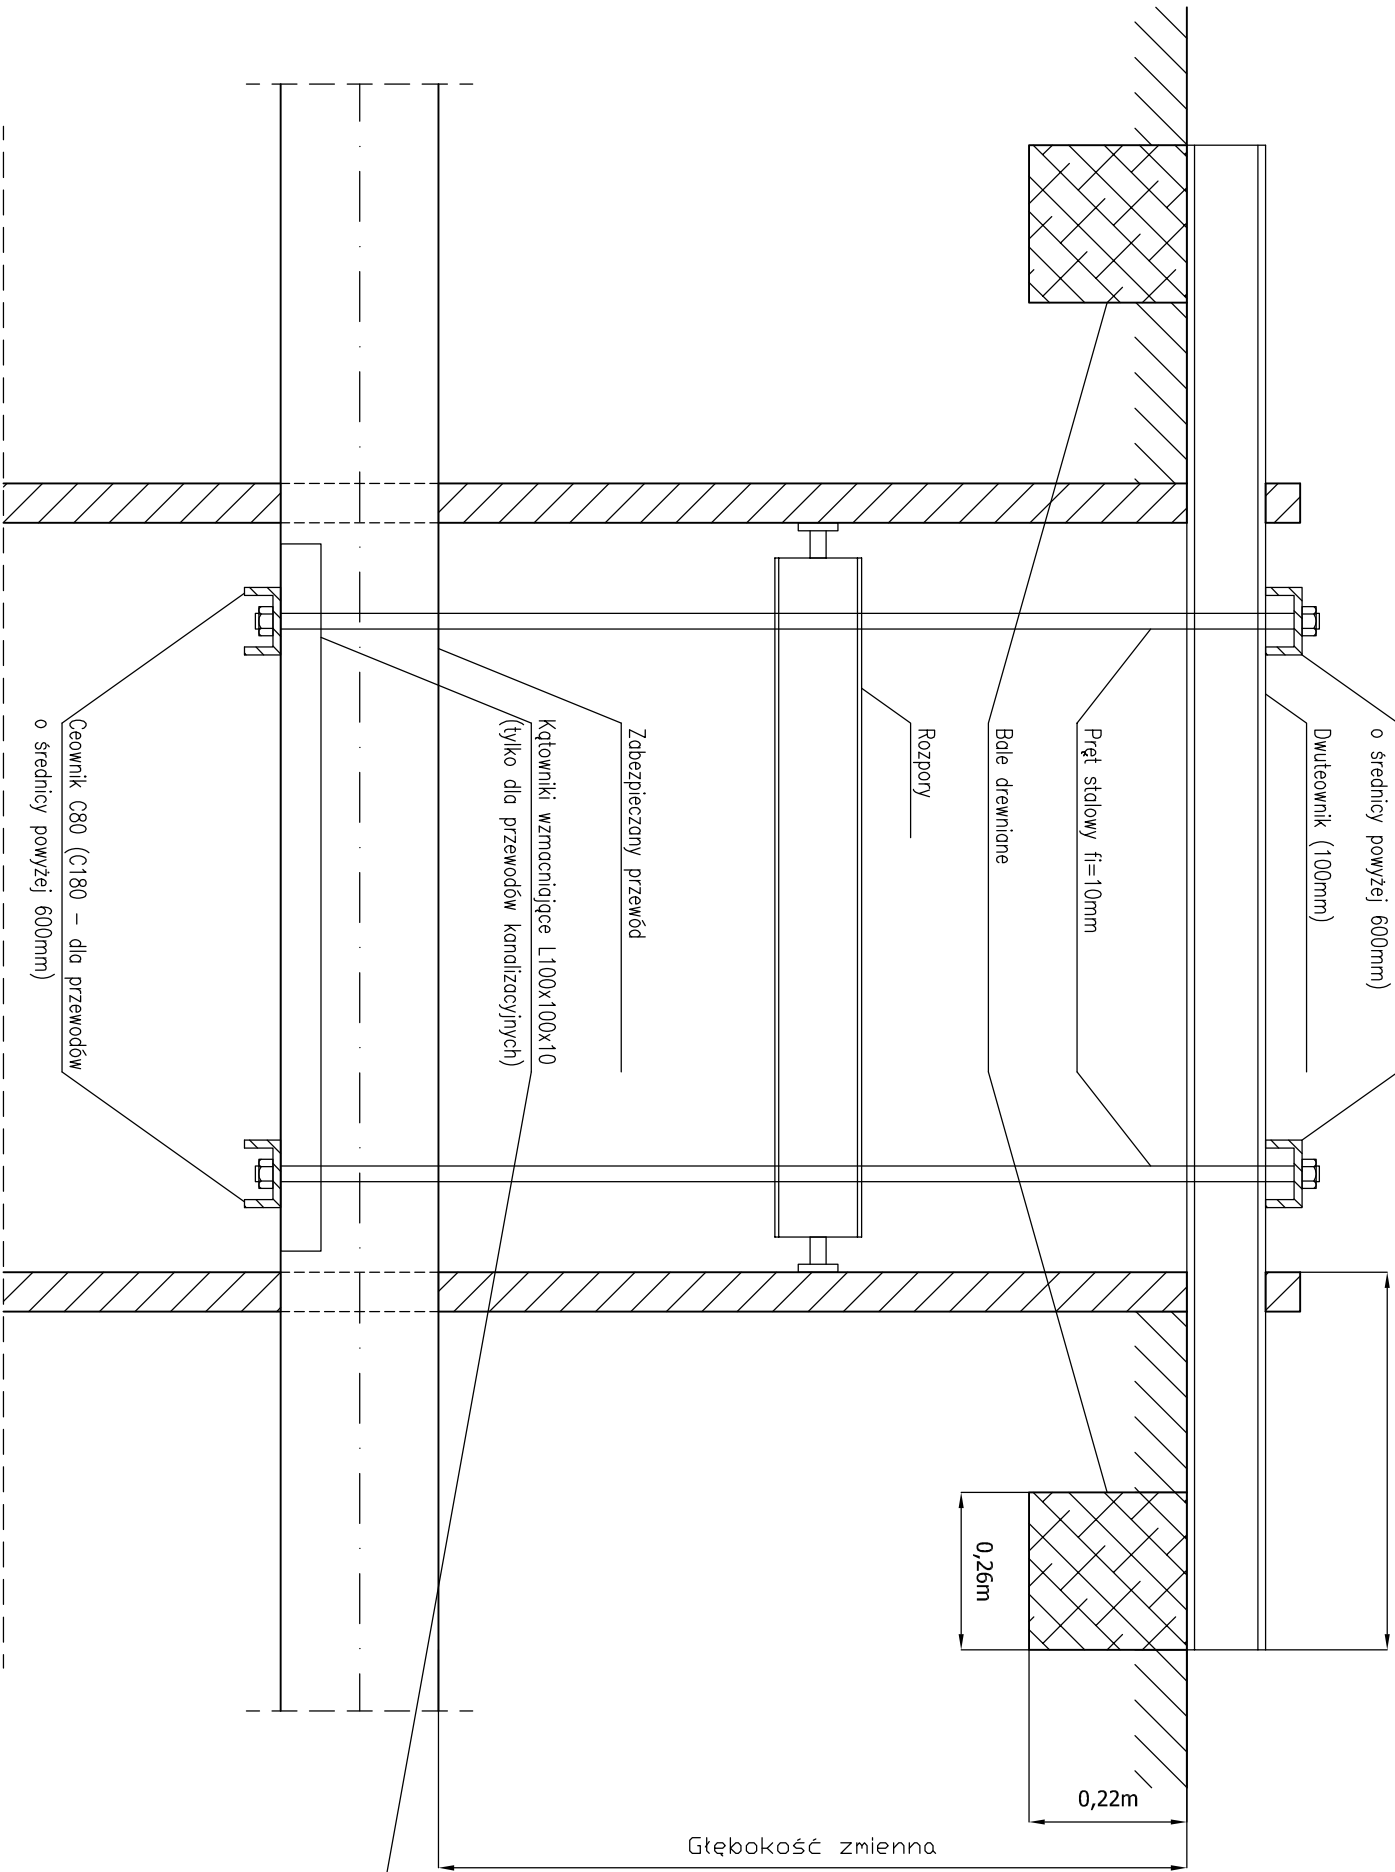 o średnicy powyżej 600mm)
Dwuteownik (100mm)
Pręt stalowy fi=10mm
Bale drewniane
Rozpory
Zabezpieczany przewód
Kątowniki wzmacniające L100x100x10
(tylko dla przewodów kanalizacyjnych)
Ceownik C80 (C180 – dla przewodów
o średnicy powyżej 600mm)
0,26m
0,22m
Głębokość zmienna